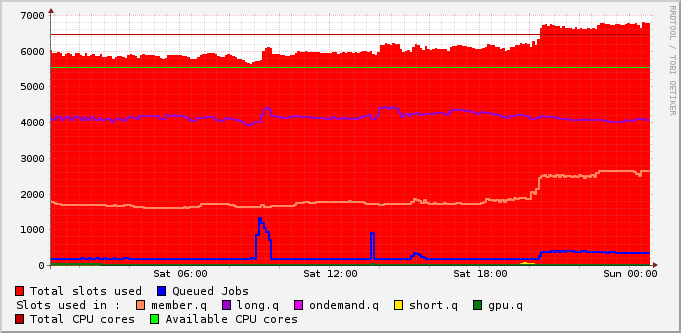 7000
6000
5000
4000
3000
2000
1000
0
Sat 06:00 Sat 12:00 Sat 18:00 Sun 00:00
Total slots used Queued Jobs
Slots used in : member.q long.q ondemand.q short.q gpu.q
Total CPU cores Available CPU cores
RRDTOOL / TOBI OETIKER